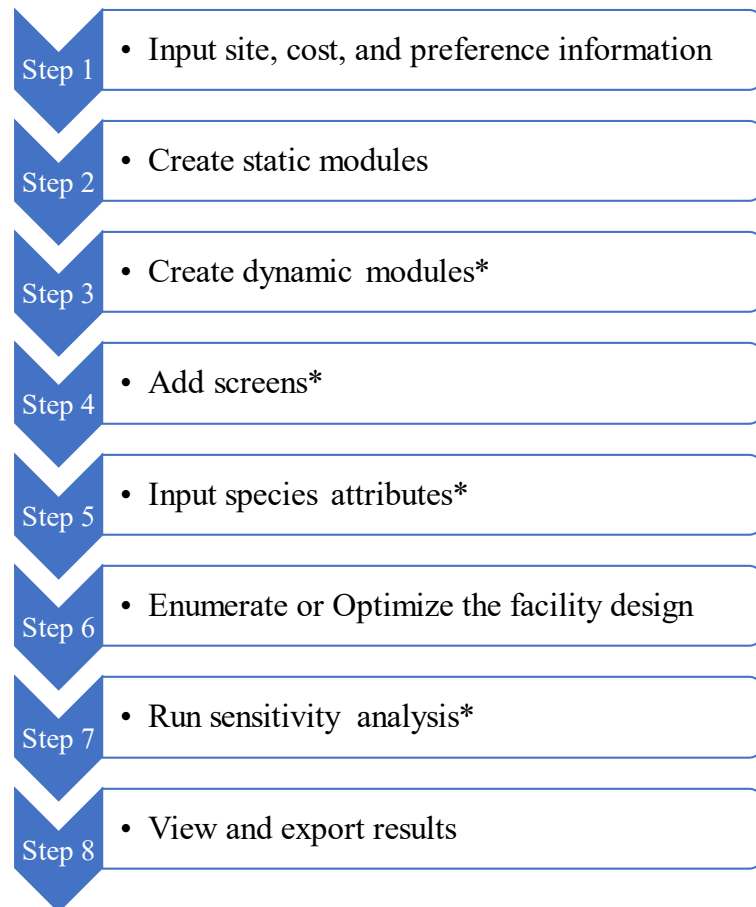 Step 1
• Input site, cost, and preference information
Step 2
• Create static modules
Step 3
• Create dynamic modules*
Step 4
• Add screens*
Step 5
• Input species attributes*
Step 6
• Enumerate or Optimize the facility design
Step 7
• Run sensitivity analysis*
Step 8
• View and export results